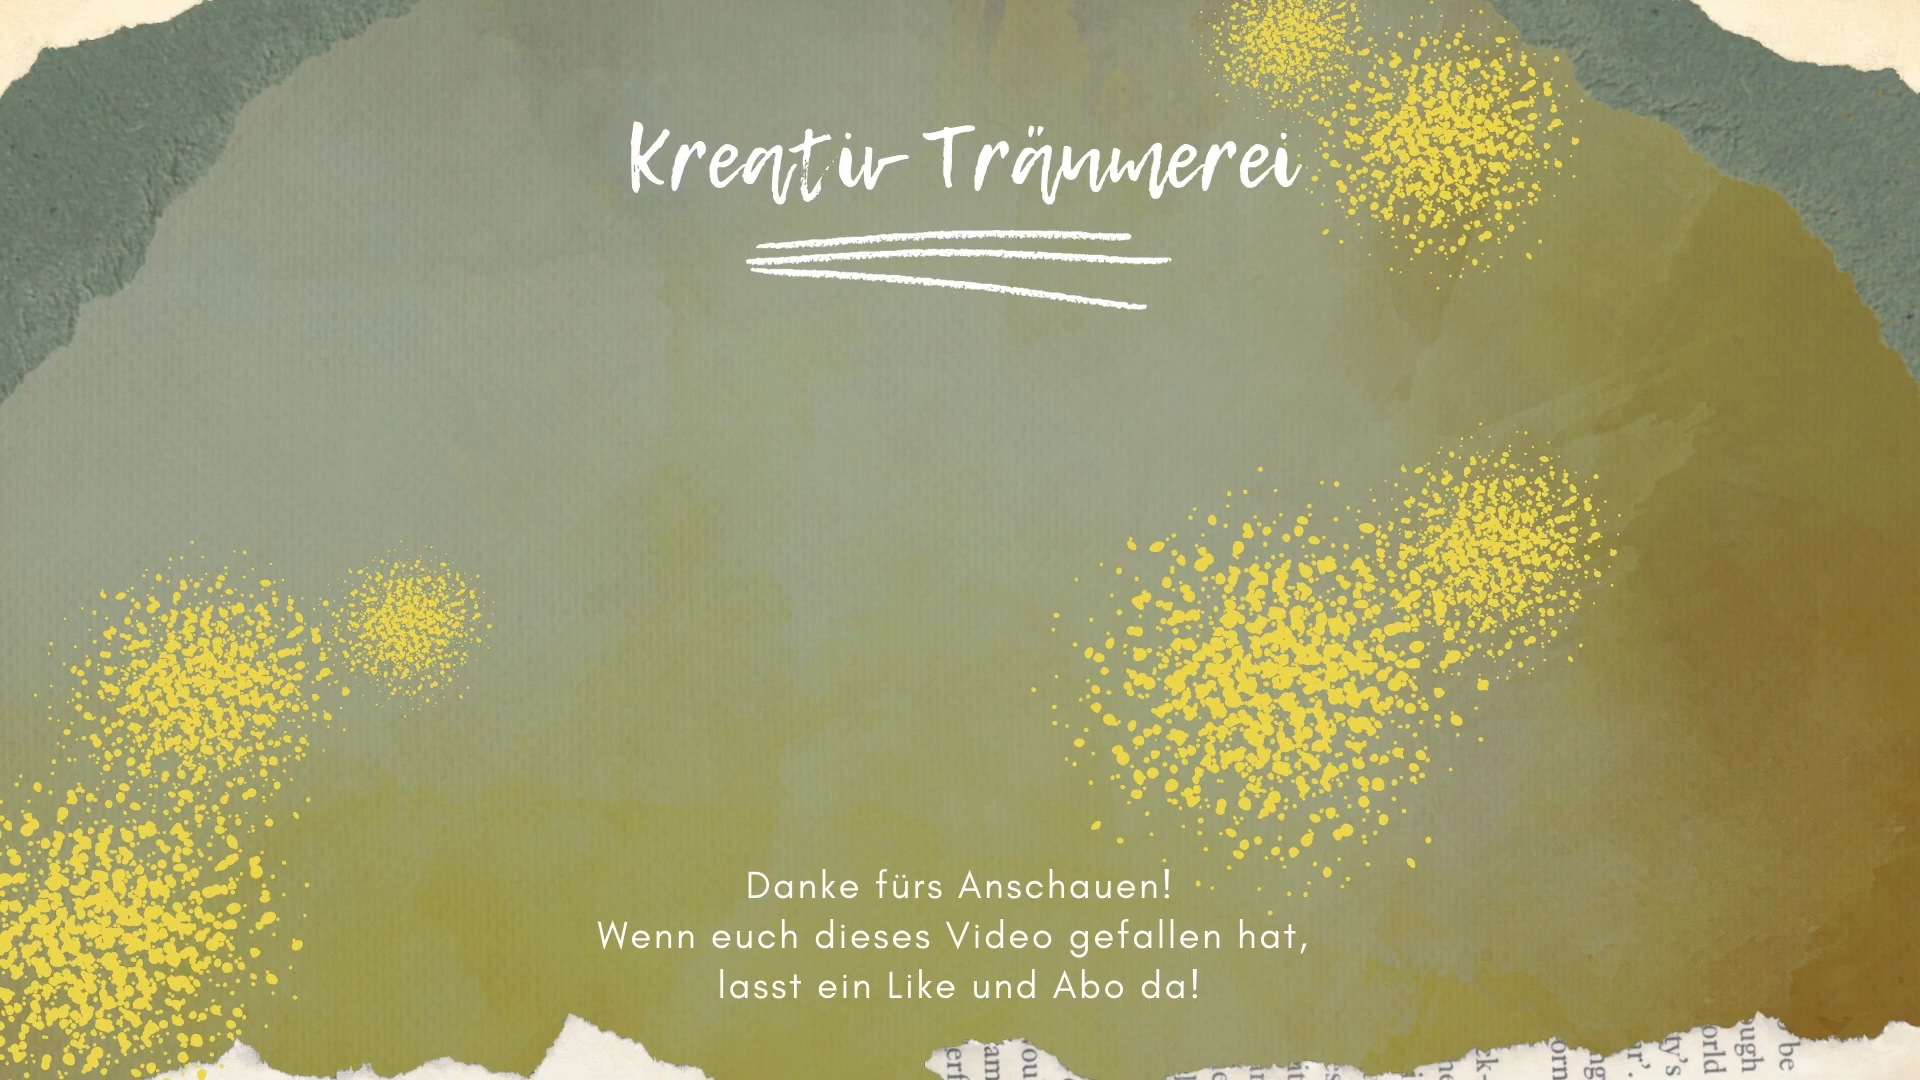 Kreativ Träumerei
Danke fürs Anschauen!
Wenn euch dieses Video gefallen hat,
lasst ein Like und Abo da!